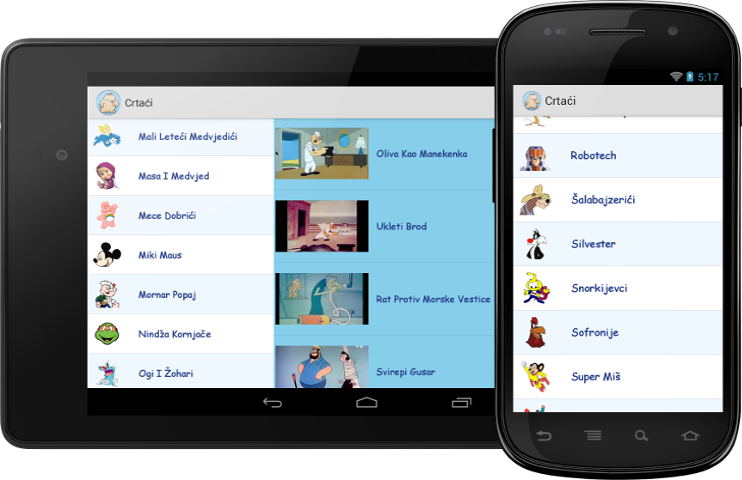 Crtaći
Mali Leteći Medvjedići
Masa I Medvjed
Mece Dobrići
Miki Maus
Mornar Popaj
Nindža Kornjače
Ogi I Žohari
Oliva Kao Manekenka
Ukleti Brod
Rat Protiv Morske Vestice
Svirepi Gusar
5:17
Crtaći
Robotech
Šalabajzerići
Silvester
Snorkijevci
Sofronije
Super Miš